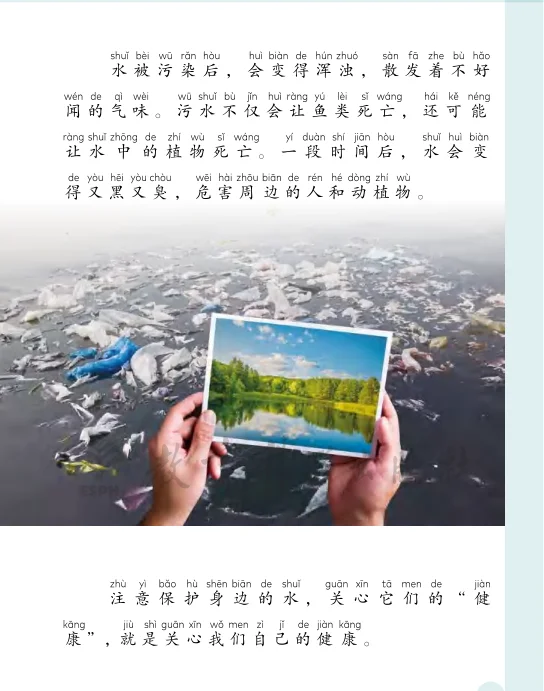 shuǐ bèi wū rǎn hòu huì biàn de hún zhuó sàn fā zhe bù hǎo
水被污染后，会变得浑浊，散发着不好
wén de qì wèi wū shuǐ bù jǐn huì ràng yú lèi sǐ wáng hái kě néng
闻的气味。污水不仅会让鱼类死亡，还可能
ràng shuǐ zhōng de zhí wù sǐ wáng yí duàn shí jiān hòu shuǐ huì biàn
让水中的植物死亡。一段时间后，水会变
de yòu hēi yòu chòu wēi hài zhōu biān de rén hé dòng zhí wù
得又黑又臭，危害周边的人和动植物。
zhù yì bǎo hù shēn biān de shuǐ guān xīn tā men de jiàn
注意保护身边的水，关心它们的“健
kāng jiù shì guān xīn wǒ men zì jǐ de jiàn kāng
康”，就是关心我们自己的健康。